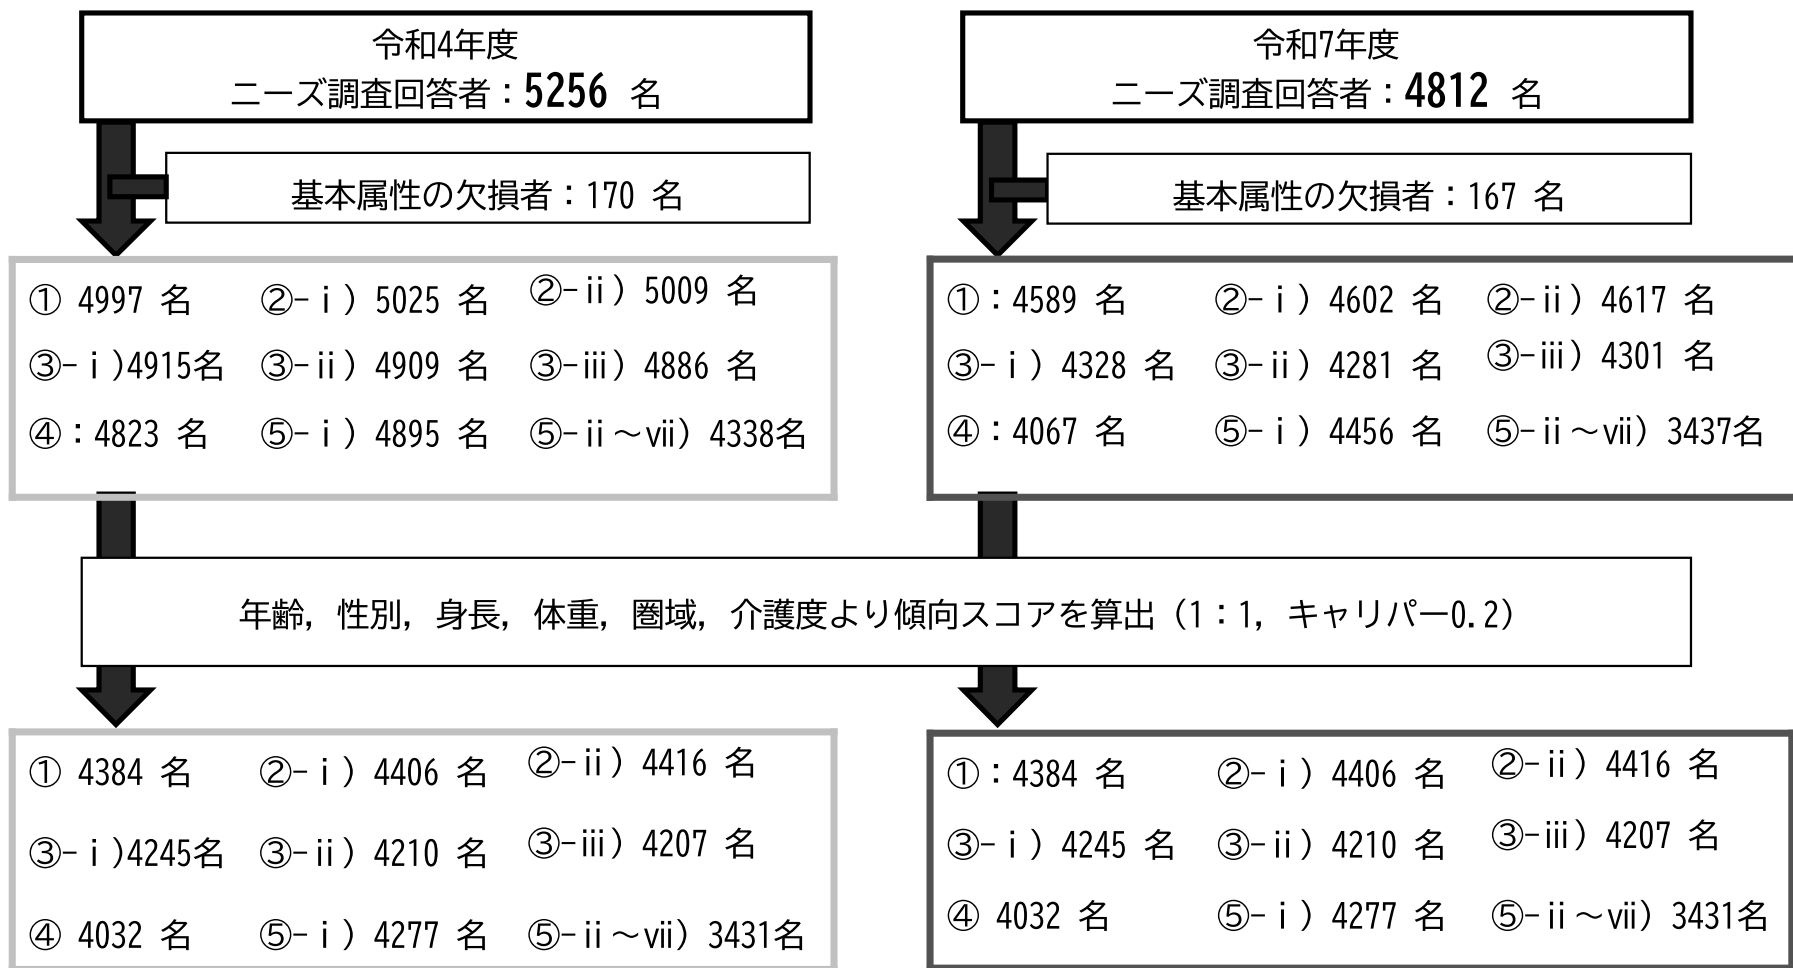 令和4年度
ニーズ調査回答者：5256 名
令和7年度
ニーズ調査回答者：4812 名
基本属性の欠損者：170 名
基本属性の欠損者：167 名
① 4997 名 ②-ⅰ) 5025 名 ②-ⅱ) 5009 名
③-ⅰ)4915名 ③-ⅱ) 4909 名 ③-ⅲ) 4886 名
④：4823 名 ⑤-ⅰ) 4895 名 ⑤-ⅱ～ⅶ) 4338名
①：4589 名 ②-ⅰ) 4602 名 ②-ⅱ) 4617 名
③-ⅰ) 4328 名 ③-ⅱ) 4281 名 ③-ⅲ) 4301 名
④：4067 名 ⑤-ⅰ) 4456 名 ⑤-ⅱ～ⅶ) 3437名
年齢，性別，身長，体重，圏域，介護度より傾向スコアを算出（1：1，キャリパー0.2）
① 4384 名 ②-ⅰ) 4406 名 ②-ⅱ) 4416 名
③-ⅰ)4245名 ③-ⅱ) 4210 名 ③-ⅲ) 4207 名
④ 4032 名 ⑤-ⅰ) 4277 名 ⑤-ⅱ～ⅶ) 3431名
①：4384 名 ②-ⅰ) 4406 名 ②-ⅱ) 4416 名
③-ⅰ) 4245 名 ③-ⅱ) 4210 名 ③-ⅲ) 4207 名
④ 4032 名 ⑤-ⅰ) 4277 名 ⑤-ⅱ～ⅶ) 3431名